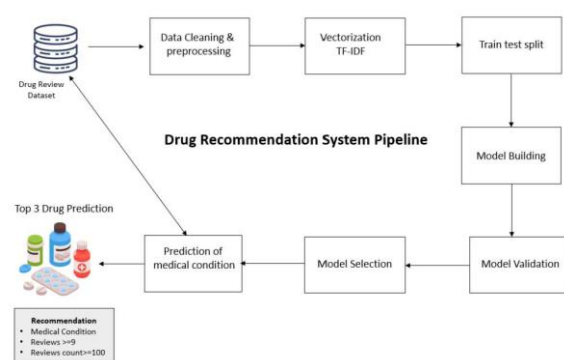 Drug Review
Dataset
Data Cleaning &
preprocessing
Vectorization
TF-IDF
Train test split
Drug Recommendation System Pipeline
Model Building
Top 3 Drug Prediction
Prediction of
medical condition
Model Selection
Model Validation
Recommendation
• Medical Condition
• Reviews >=9
• Reviews count>=100